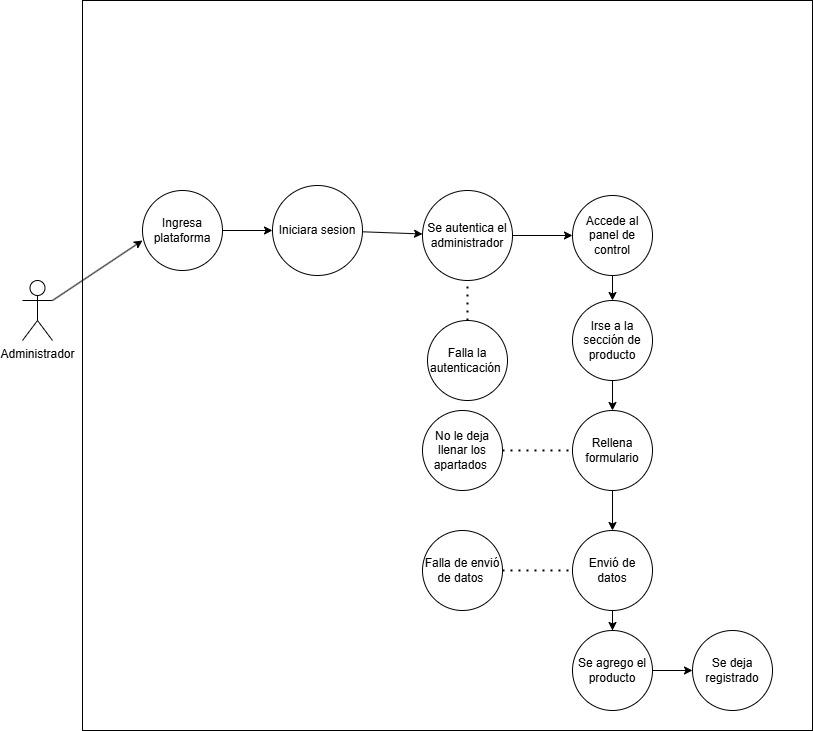 Ingresa
plataforma
Iniciara sesion
Se autentica el
administrador
Accede al
panel de
control
Administrador
Falla la
autenticación
Irse a la
sección de
producto
No le deja
llenar los
apartados
Rellena
formulario
Falla de envió
de datos
Envió de
datos
Se agrego el
producto
Se deja
registrado